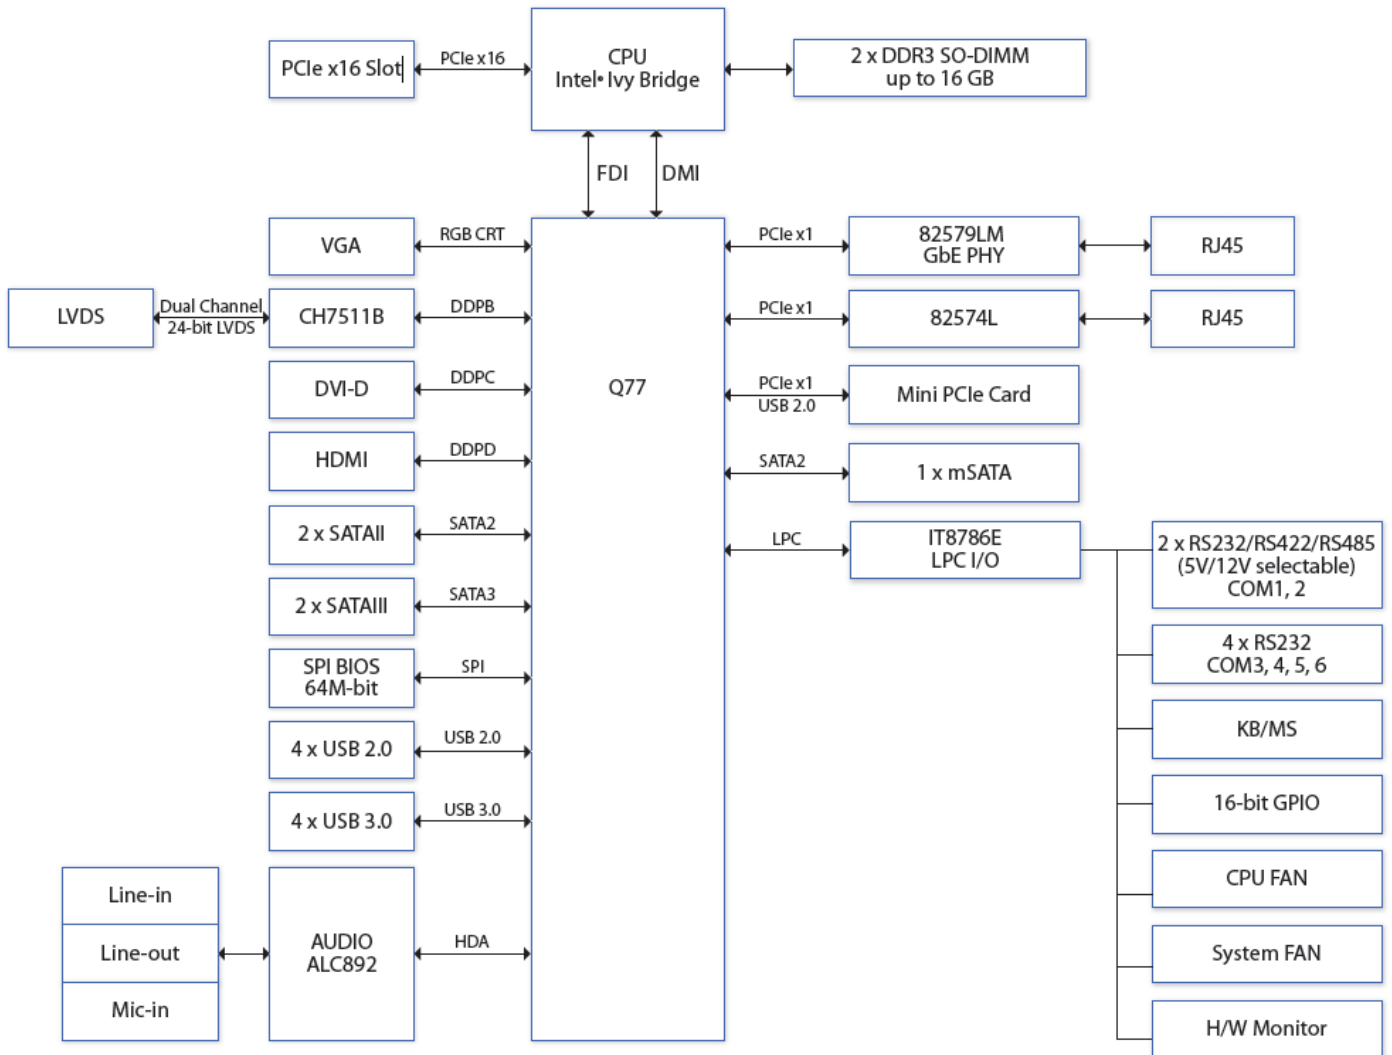 PCIe x16 Slot
PCIe x16
CPU
Intel® Ivy Bridge
2 x DDR3 SO-DIMM
up to 16 GB
FDI
DMI
VGA
RGB CRT
PCIe x1
82579LM
GbE PHY
RJ45
LVDS
Dual Channel
24-bit LVDS
CH7511B
DDPB
PCIe x1
82574L
RJ45
DVI-D
DDPC
Q77
PCIe x1
USB 2.0
Mini PCIe Card
HDMI
DDPD
SATA2
1 x mSATA
2 x SATAII
SATA2
LPC
IT8786E
LPC I/O
2 x RS232/RS422/RS485
(5V/12V selectable)
COM1, 2
2 x SATAIII
SATA3
4 x RS232
COM3, 4, 5, 6
SPI BIOS
64M-bit
SPI
KB/MS
4 x USB 2.0
USB 2.0
16-bit GPIO
4 x USB 3.0
USB 3.0
CPU FAN
Line-in
Line-out
Mic-in
AUDIO
ALC892
HDA
System FAN
H/W Monitor